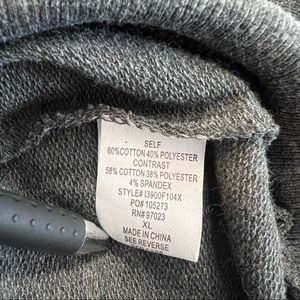 SELF
60%COTTON 40% POLYESTER
CONTRAST
58% COTTON 38% POLYESTER
4% SPANDEX
STYLE# I3900F104X
PO# 105273
RN# 97023
XL
MADE IN CHINA
SEE REVERSE